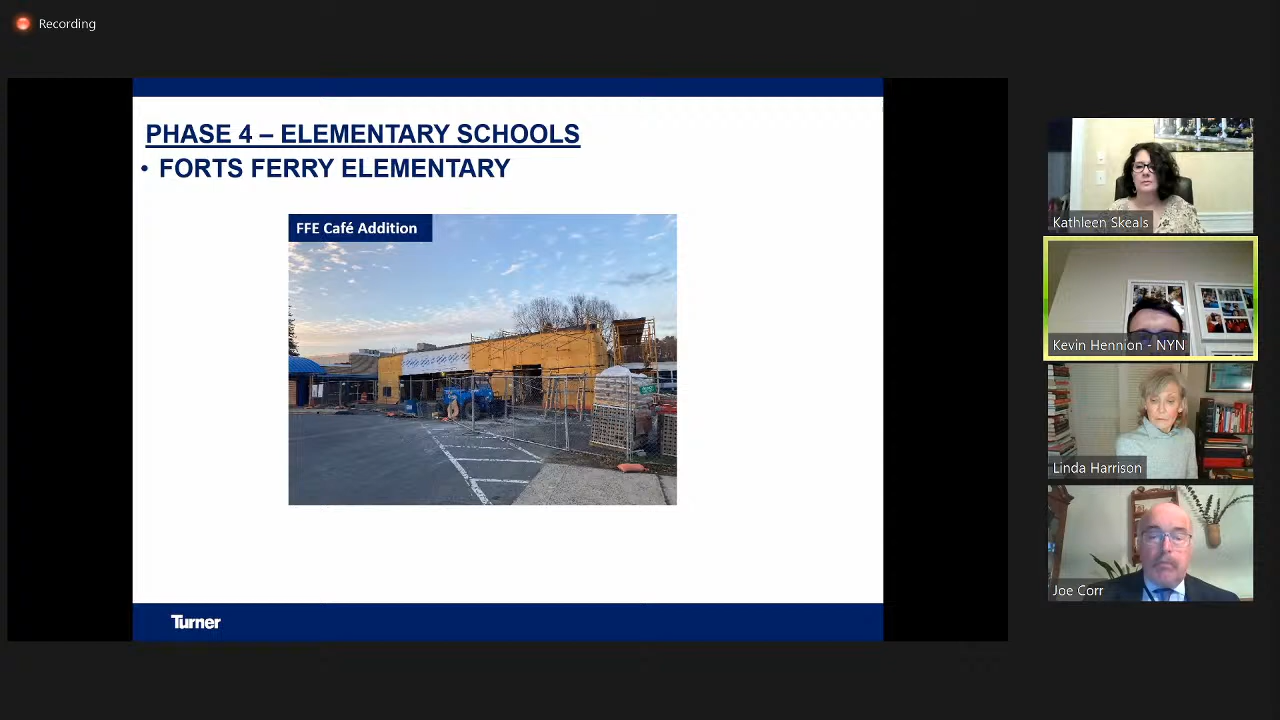 Recording
PHASE 4 – ELEMENTARY SCHOOLS
• FORTS FERRY ELEMENTARY
FFE Café Addition
Turner
Kathleen Skeals
Kevin Hennion - NYN
Linda Harrison
Joe Corr